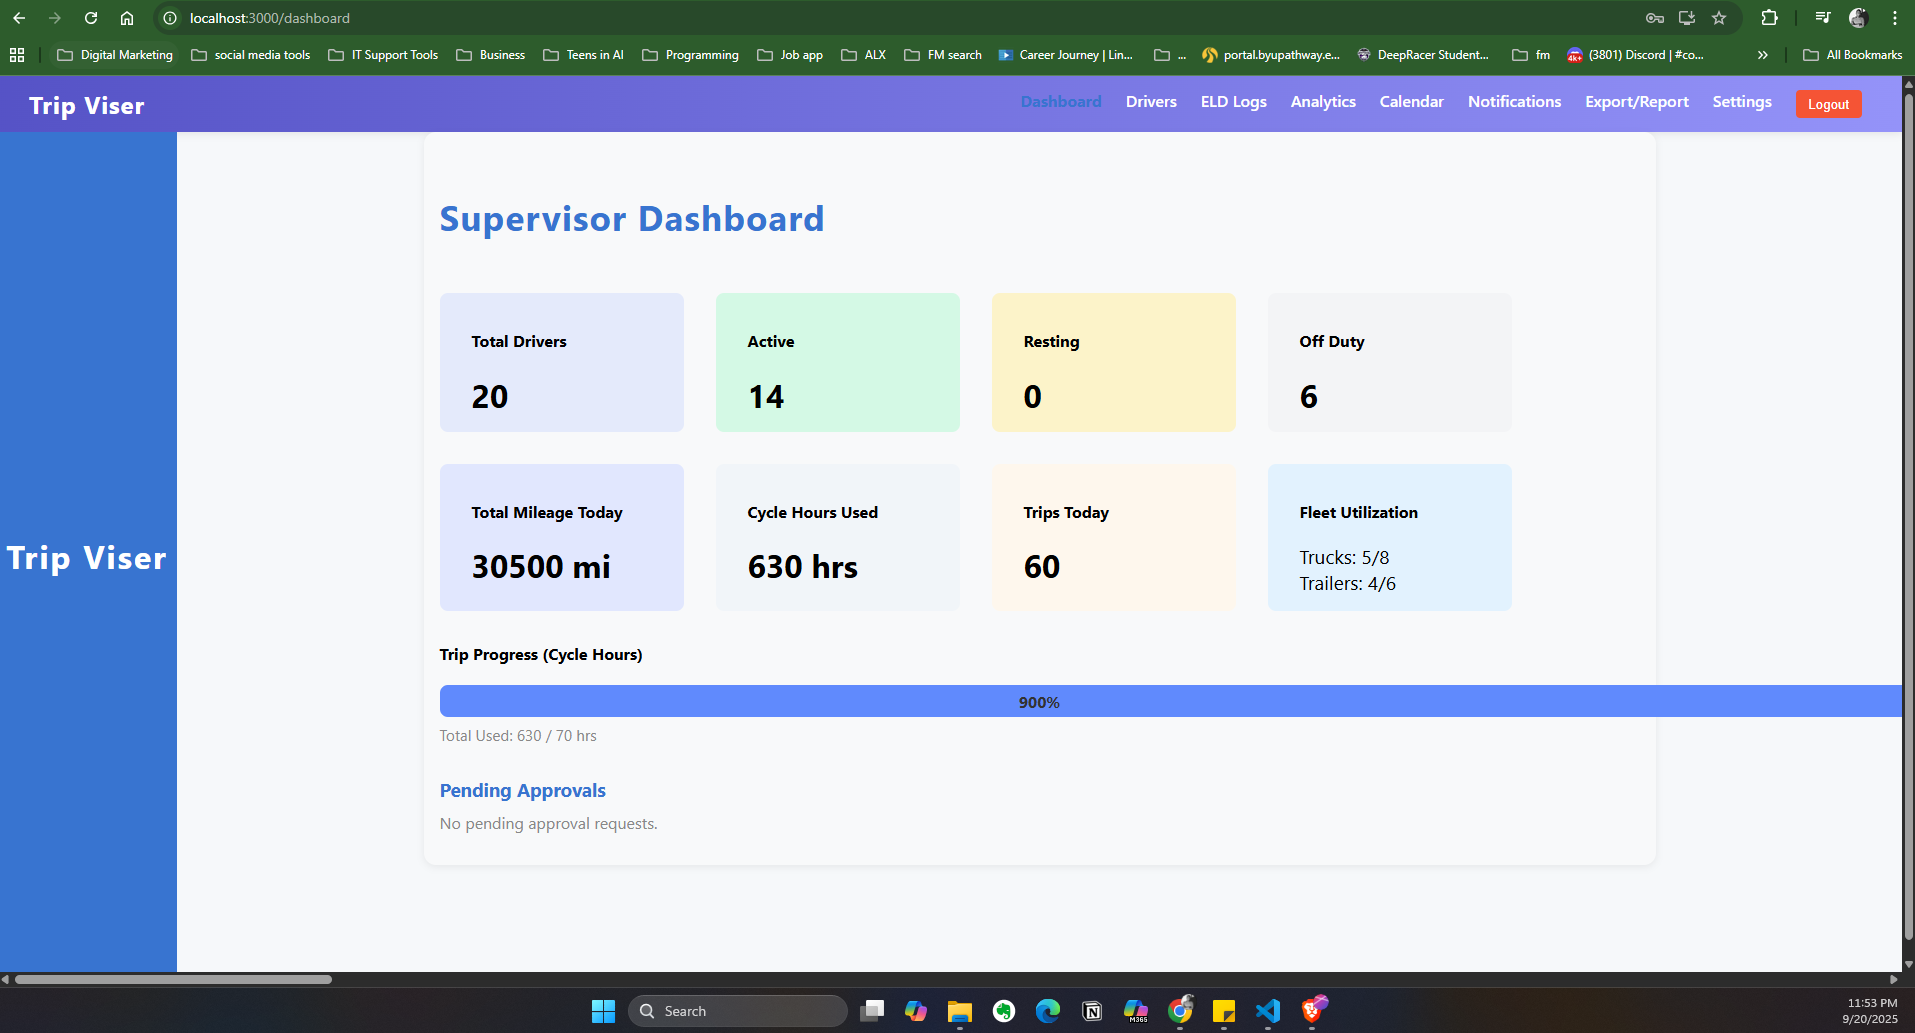 localhost:3000/dashboard
Digital Marketing social media tools IT Support Tools Business Teens in AI Programming Job app ALX FM search Career Journey | Lin... ... portal.byupathway.e... DeepRacer Student... fm (3801) Discord | #co... » All Bookmarks
Trip Viser Dashboard Drivers ELD Logs Analytics Calendar Notifications Export/Report Settings Logout
Trip Viser
Supervisor Dashboard
Total Drivers Active Resting Off Duty
20 14 0 6
Total Mileage Today Cycle Hours Used Trips Today Fleet Utilization
30500 mi 630 hrs 60 Trucks: 5/8
Trailers: 4/6
Trip Progress (Cycle Hours)
900%
Total Used: 630 / 70 hrs
Pending Approvals
No pending approval requests.
Search
M365
11:53 PM
9/20/2025